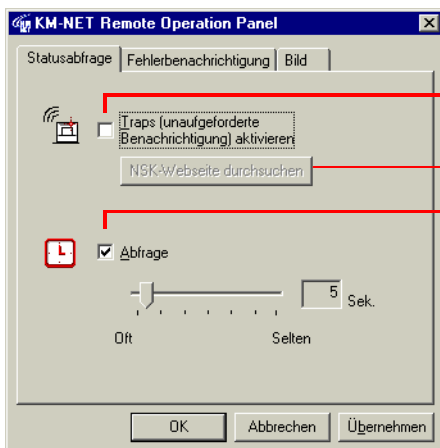 KM-NET Remote Operation Panel
Statusabfrage
Fehlerbenachrichtigung
Bild
Traps (unaufgeforderte
Benachrichtigung) aktivieren
NSK-Webseite durchsuchen
Abfrage
5
Sek.
Oft
Selten
OK
Abbrechen
Übernehmen